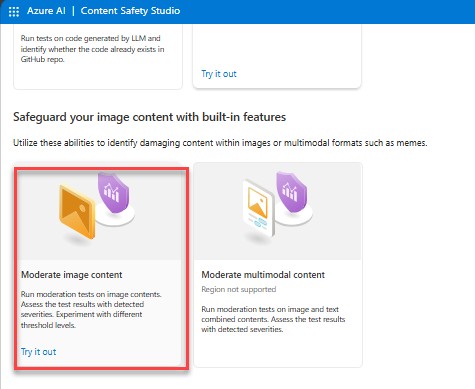 Azure AI | Content Safety Studio
Run tests on code generated by LLM and
identify whether the code already exists in
GitHub repo.
Try it out
Safeguard your image content with built-in features
Utilize these abilities to identify damaging content within images or multimodal formats such as memes.
Moderate image content
Run moderation tests on image contents.
Assess the test results with detected
severities. Experiment with different
threshold levels.
Try it out
Moderate multimodal content
Region not supported
Run moderation tests on image and text
combined contents. Assess the test results
with detected severities.